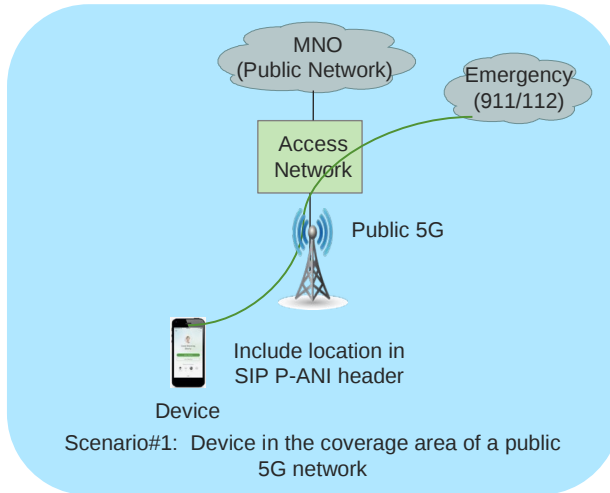 MNO
(Public Network)
Emergency
(911/112)
Access
Network
Public 5G
Include location in
SIP P-ANI header
Device
Scenario#1: Device in the coverage area of a public
5G network